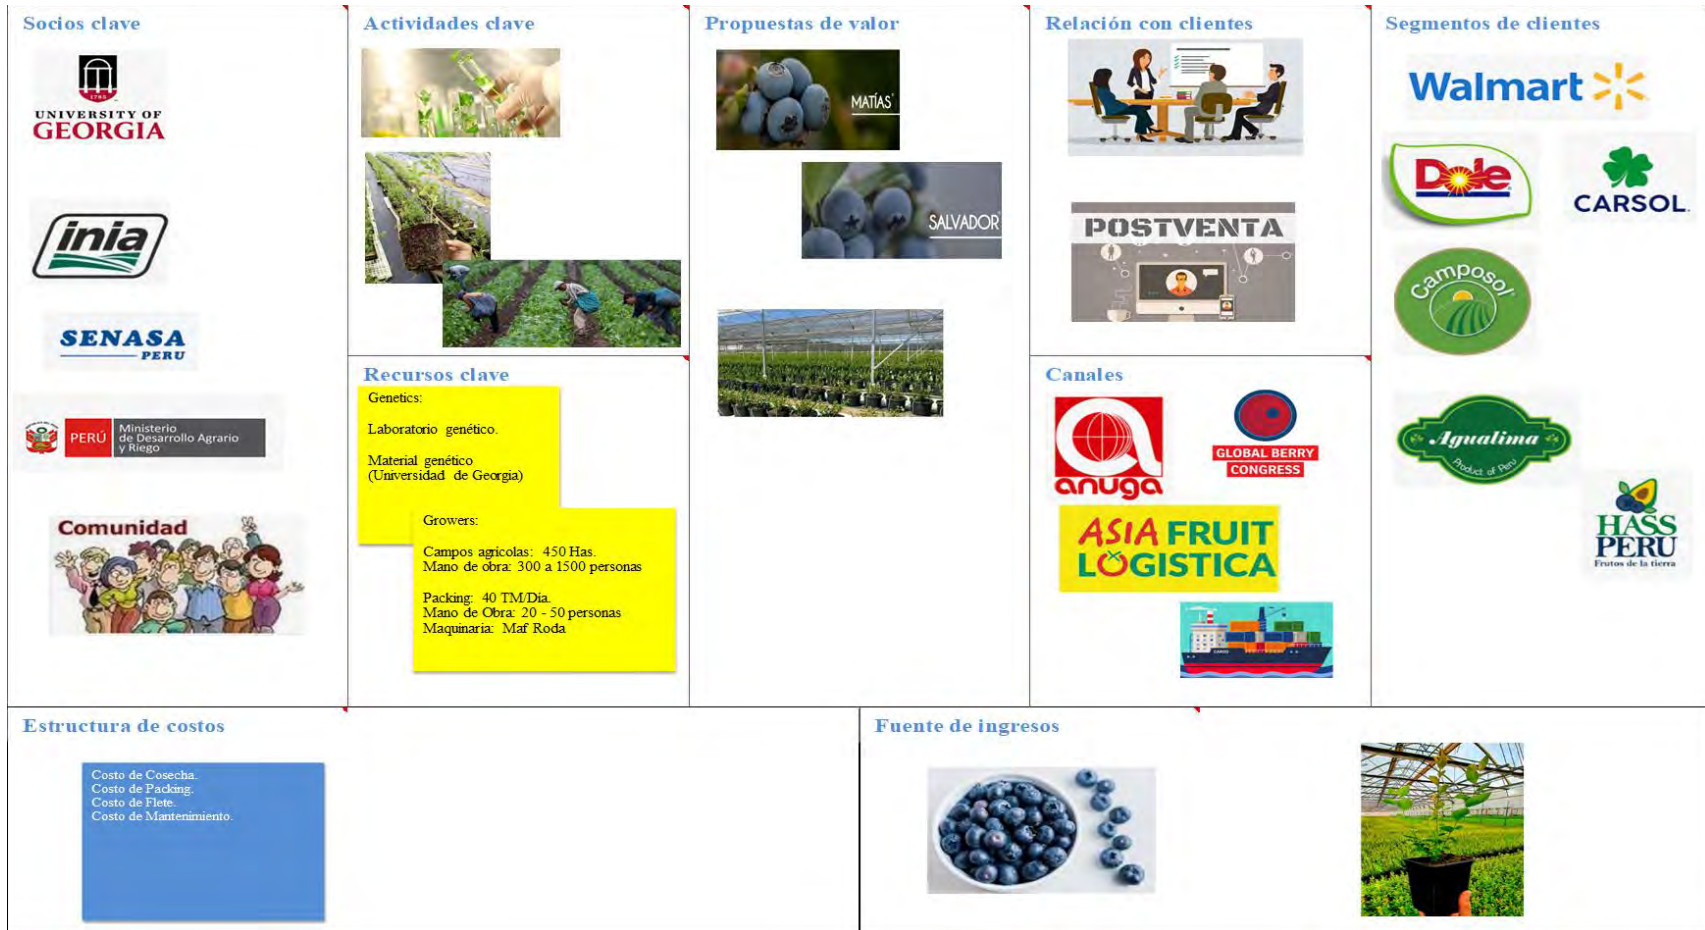 Socios clave
UNIVERSITY OF
GEORGIA
1785
inia
SENASA
PERU
PERÚ
Ministerio
de Desarrollo Agrario
y Riego
Comunidad
Actividades clave
Recursos clave
Genetics:
Laboratorio genético.
Material genético
(Universidad de Georgia)
Growers:
Campos agrícolas: 450 Has.
Mano de obra: 300 a 1500 personas
Packing: 40 TM/Dia.
Mano de Obra: 20 - 50 personas
Maquinaria: Maf Roda
Propuestas de valor
MATÍAS
SALVADOR
Relación con clientes
POSTVENTA
Canales
anuga
GLOBAL BERRY
CONGRESS
ASIA FRUIT
LOGISTICA
Segmentos de clientes
Walmart
Dole
CARSOL
Camposol
Agualima
Product of Peru
HASS
PERU
Frutos de la tierra
Estructura de costos
Costo de Cosecha.
Costo de Packing.
Costo de Flete.
Costo de Mantenimiento.
Fuente de ingresos